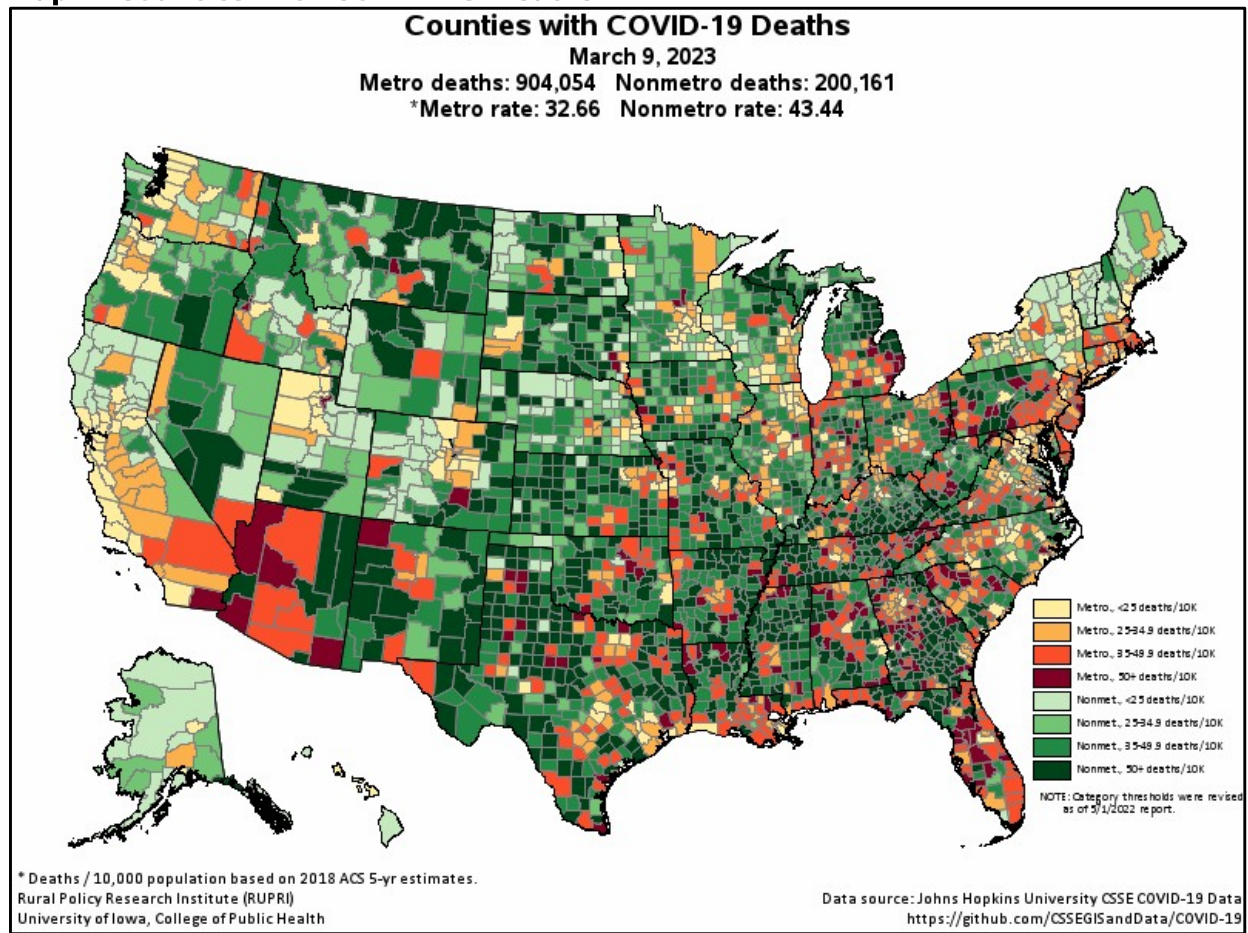 Counties with COVID-19 Deaths
March 9, 2023
Metro deaths: 904,054 Nonmetro deaths: 200,161
*Metro rate: 32.66 Nonmetro rate: 43.44
Metro., <25 deaths/10K
Metro., 25-34.9 deaths/10K
Metro., 35-49.9 deaths/10K
Metro., 50+ deaths/10K
Nonmet., <25 deaths/10K
Nonmet., 25-34.9 deaths/10K
Nonmet., 35-49.9 deaths/10K
Nonmet., 50+ deaths/10K
NOTE: Category thresholds were revised
as of 5/1/2022 report.
* Deaths / 10,000 population based on 2018 ACS 5-yr estimates.
Rural Policy Research Institute (RUPRI)
University of Iowa, College of Public Health
Data source: Johns Hopkins University CSSE COVID-19 Data
https://github.com/CSSEGISandData/COVID-19